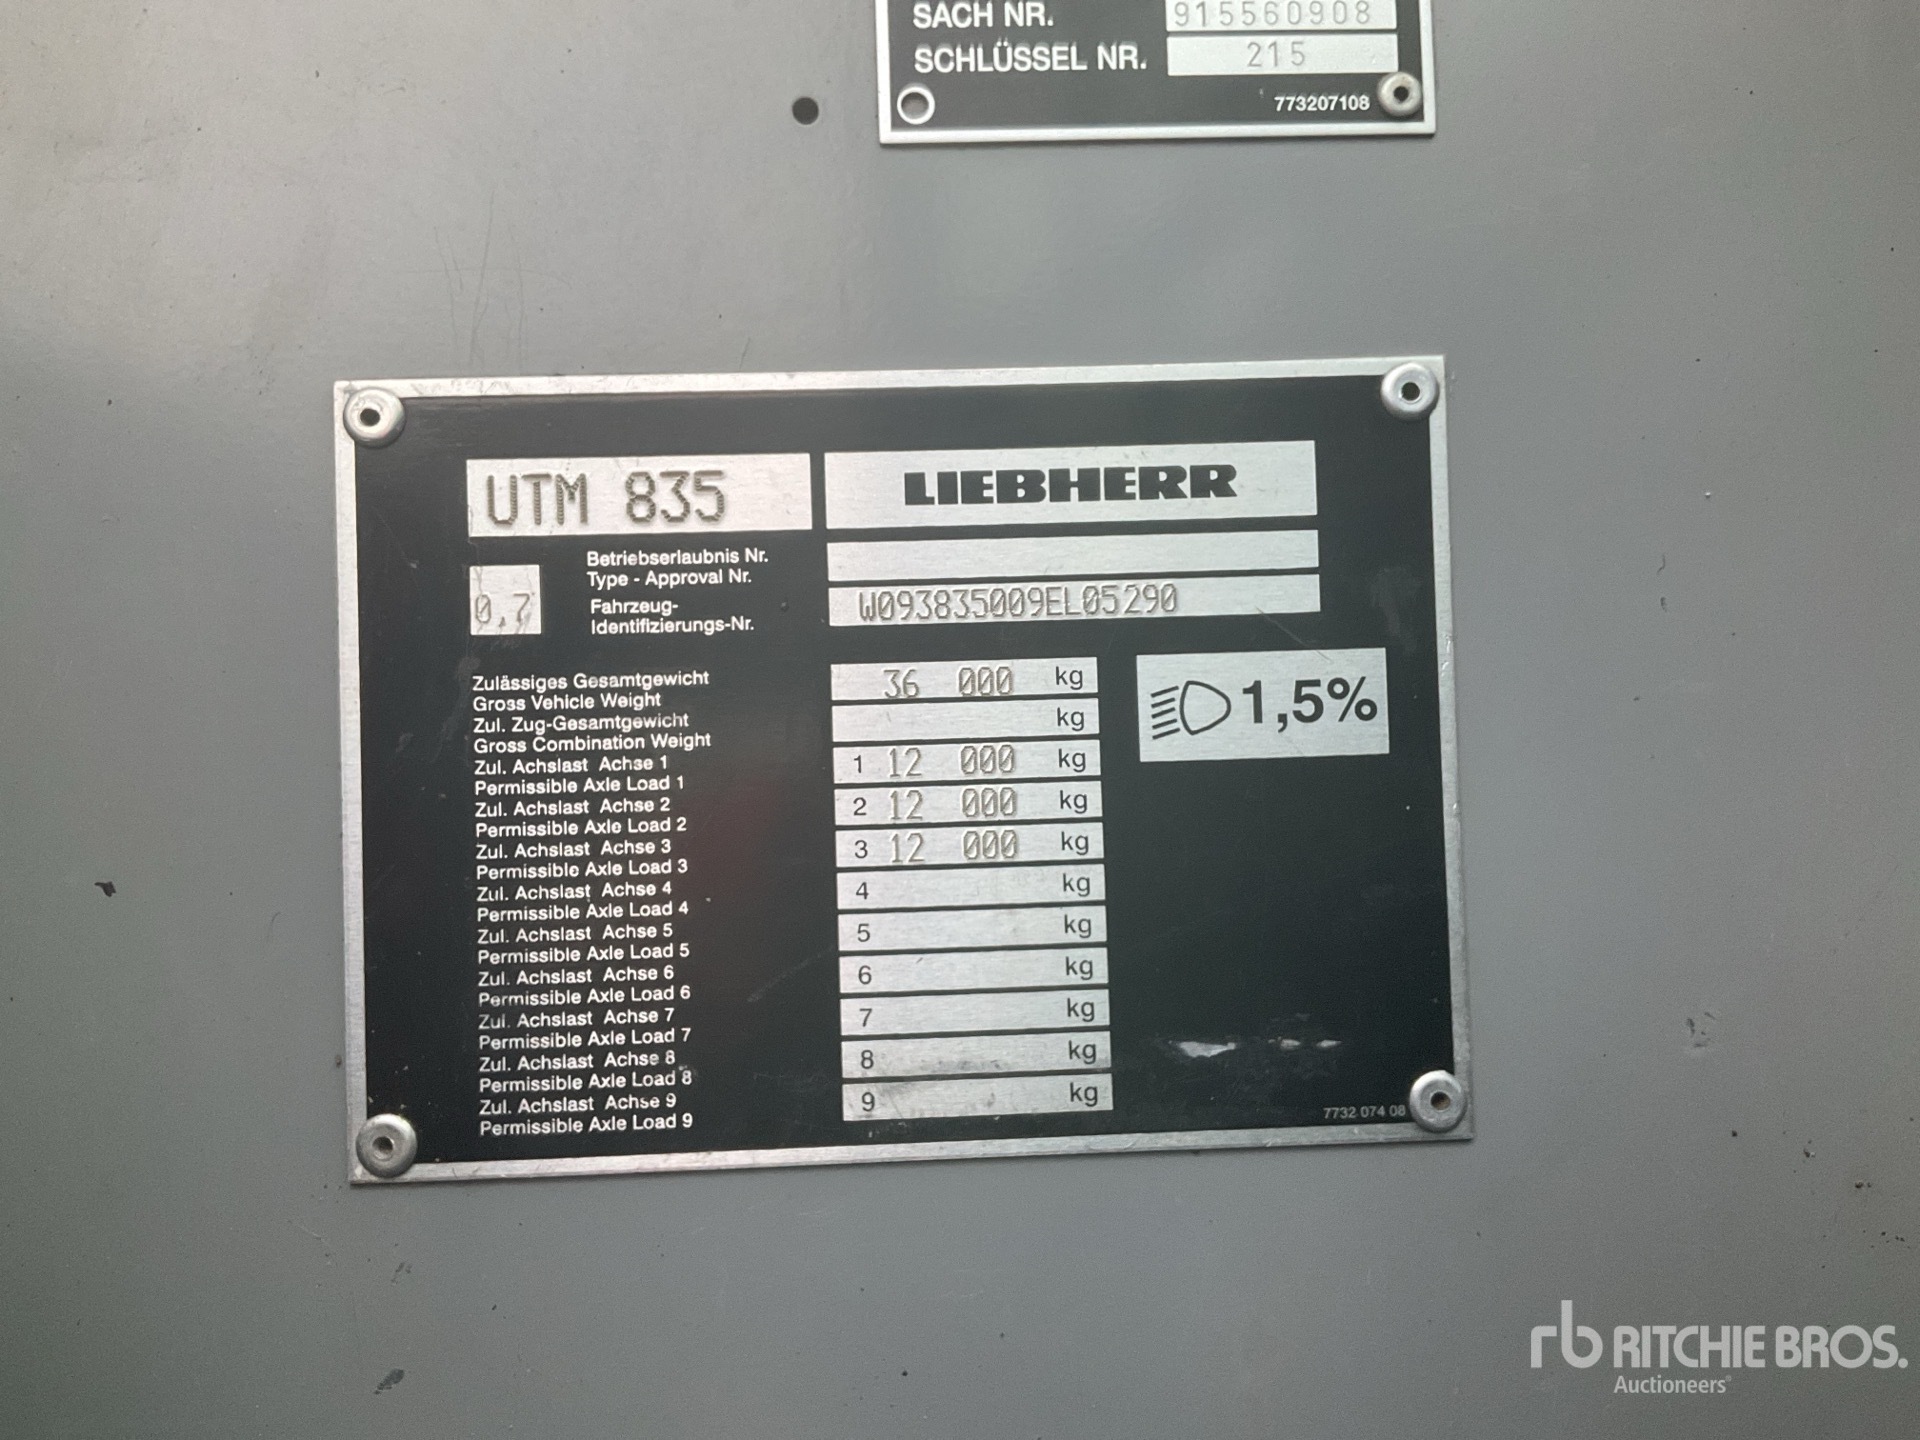 SACH NR. 915560908
SCHLÜSSEL NR. 215
773207108
UTM 835 LIEBHERR
Betriebserlaubnis Nr.
Type - Approval Nr.
0.7
Fahrzeug-
Identifizierungs-Nr. W093835009EL05290
Zulässiges Gesamtgewicht 36 000 kg
Gross Vehicle Weight
Zul. Zug-Gesamtgewicht kg
Gross Combination Weight
1,5%
Zul. Achslast Achse 1 1 12 000 kg
Permissible Axle Load 1
Zul. Achslast Achse 2 2 12 000 kg
Permissible Axle Load 2
Zul. Achslast Achse 3 3 12 000 kg
Permissible Axle Load 3
Zul. Achslast Achse 4 4 kg
Permissible Axle Load 4
Zul. Achslast Achse 5 5 kg
Permissible Axle Load 5
Zul. Achslast Achse 6 6 kg
Permissible Axle Load 6
Zul. Achslast Achse 7 7 kg
Permissible Axle Load 7
Zul. Achslast Achse 8 8 kg
Permissible Axle Load 8
Zul. Achslast Achse 9 9 kg
Permissible Axle Load 9
7732 074 08
rb RITCHIE BROS.
Auctioneers